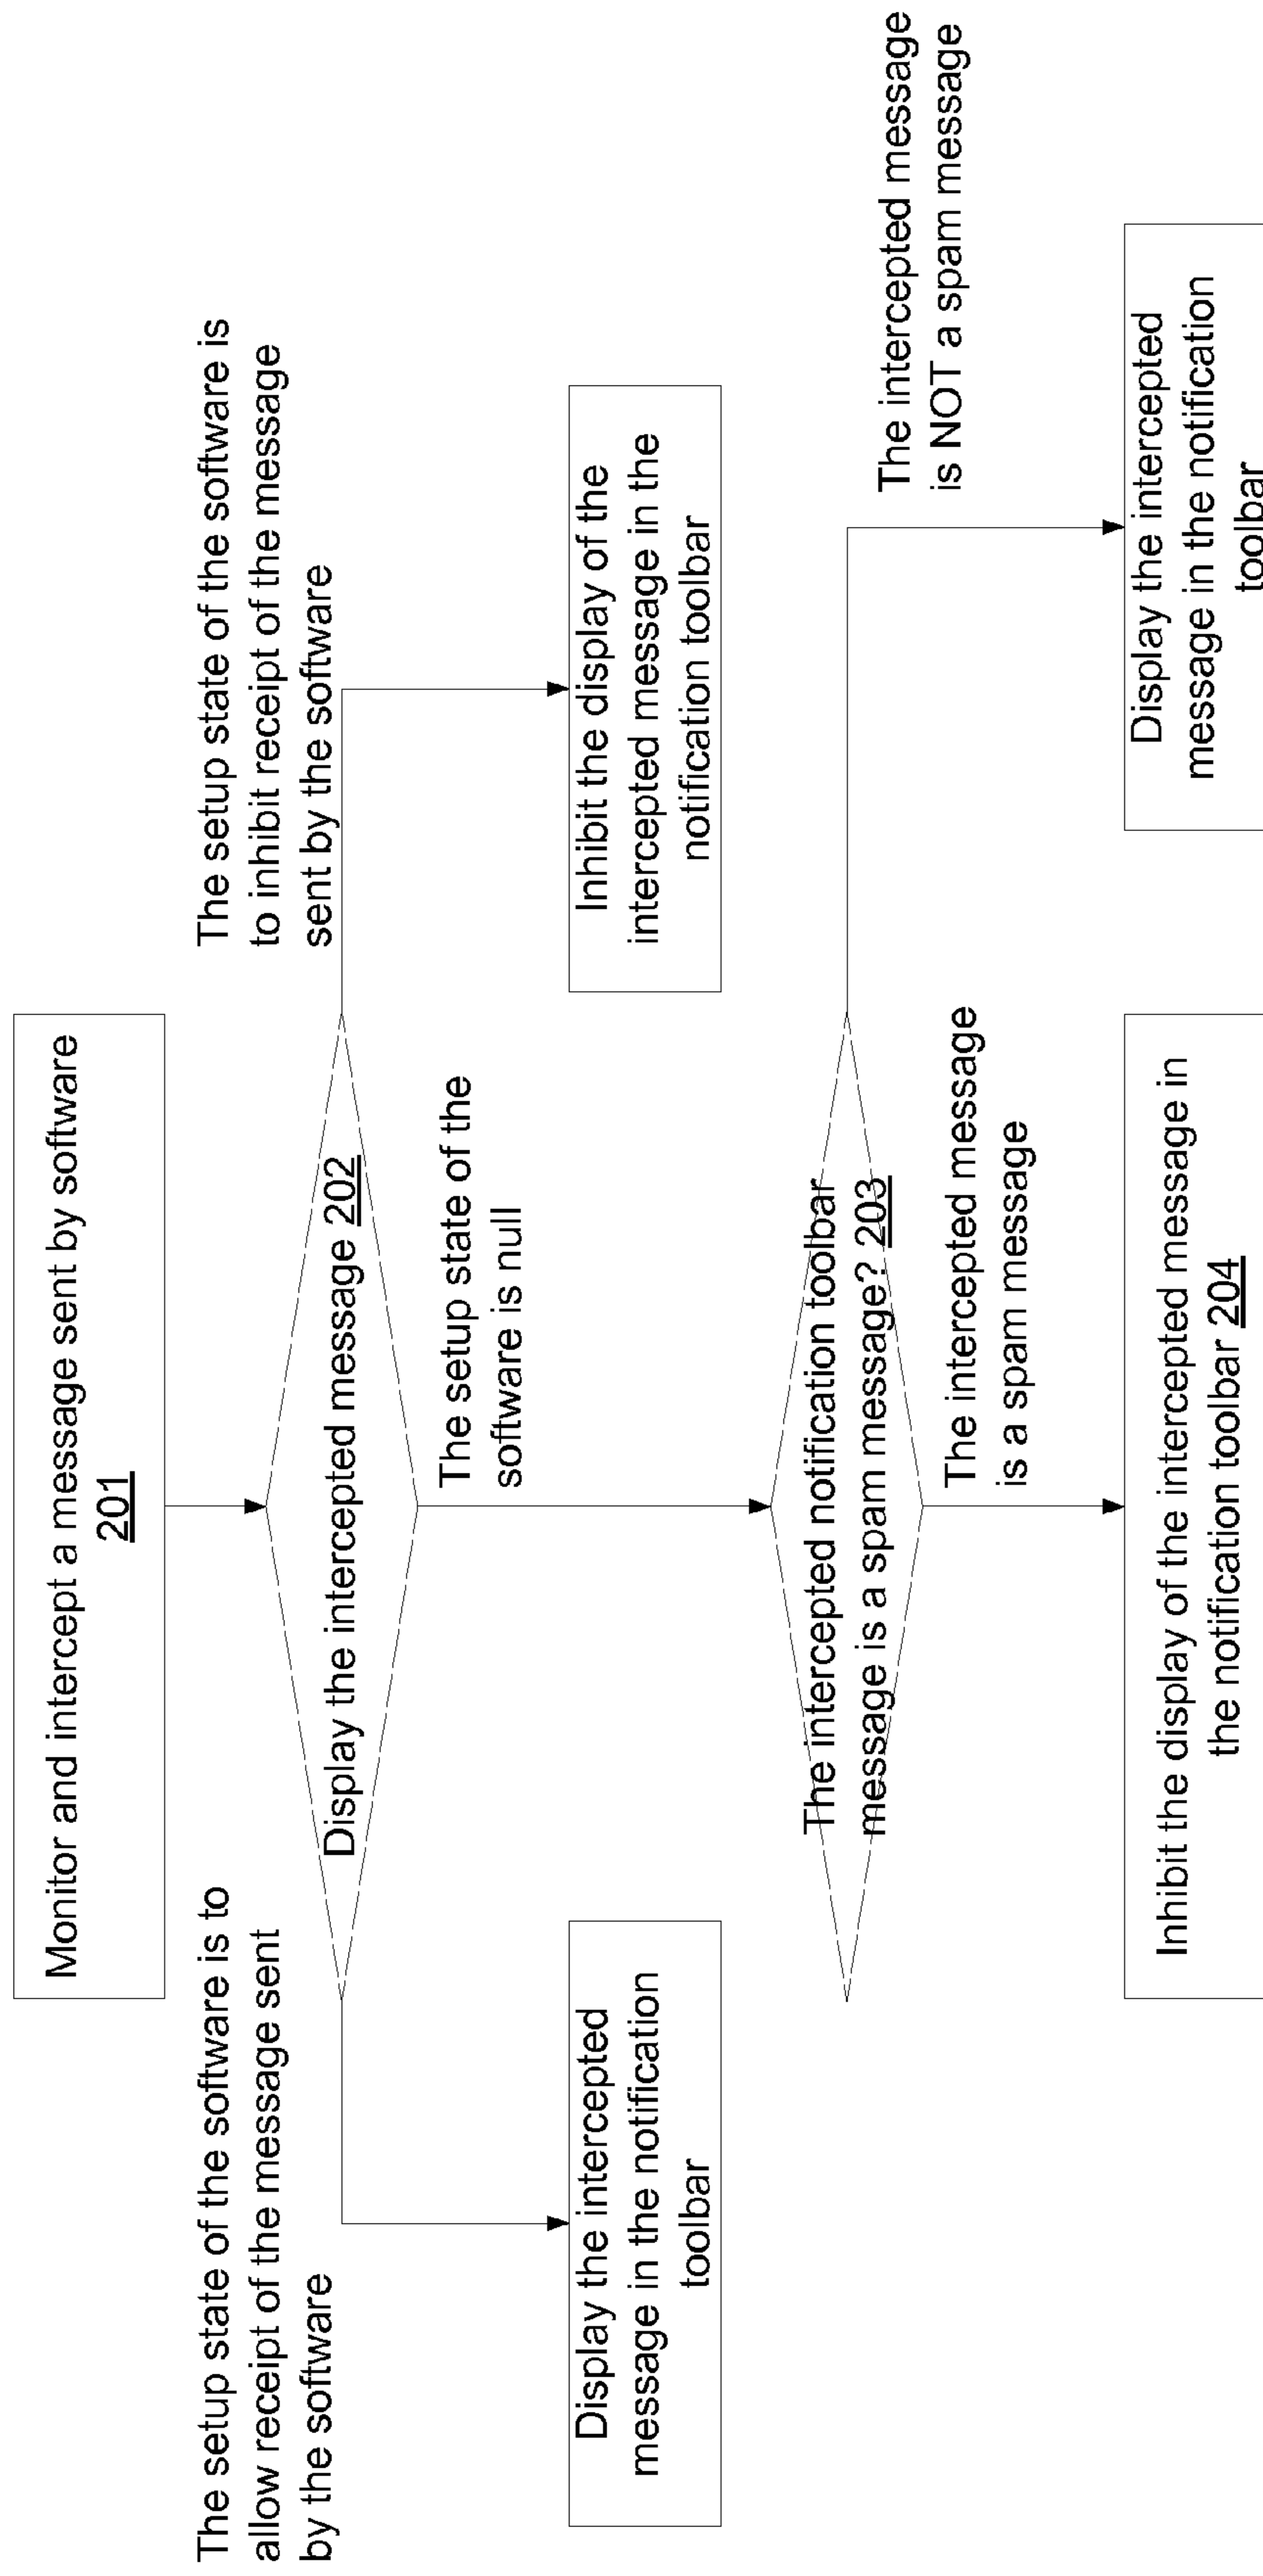 Monitor and intercept a message sent by software
201
The setup state of the software is to
allow receipt of the message sent
by the software
The setup state of the software is
to inhibit receipt of the message
sent by the software
Display the intercepted message 202
The setup state of the
software is null
Display the intercepted
message in the notification
toolbar
Inhibit the display of the
intercepted message in the
notification toolbar
The intercepted notification toolbar
message is a spam message? 203
The intercepted message
is NOT a spam message
The intercepted message
is a spam message
Inhibit the display of the intercepted message in
the notification toolbar 204
Display the intercepted
message in the notification
toolbar